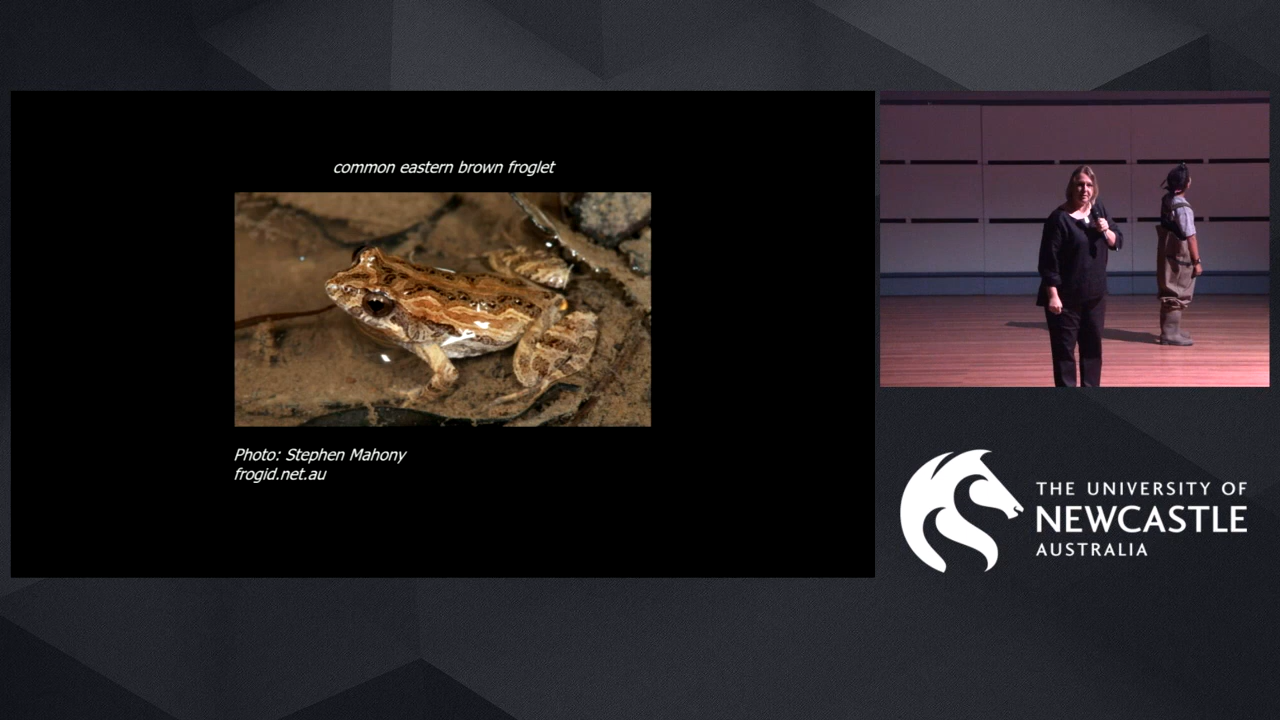 common eastern brown froglet
Photo: Stephen Mahony
frogid.net.au
THE UNIVERSITY OF
NEWCASTLE
AUSTRALIA